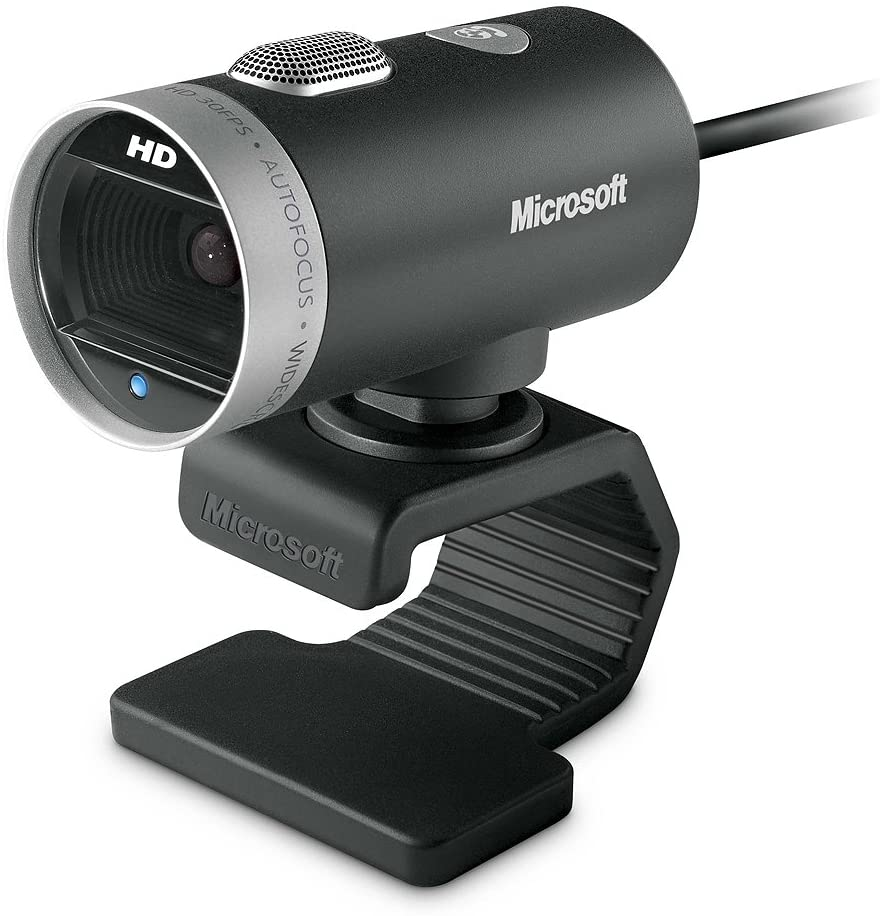 HD 30FPS • AUTOFOCUS • WIDESC
HD
Microsoft
Microsoft